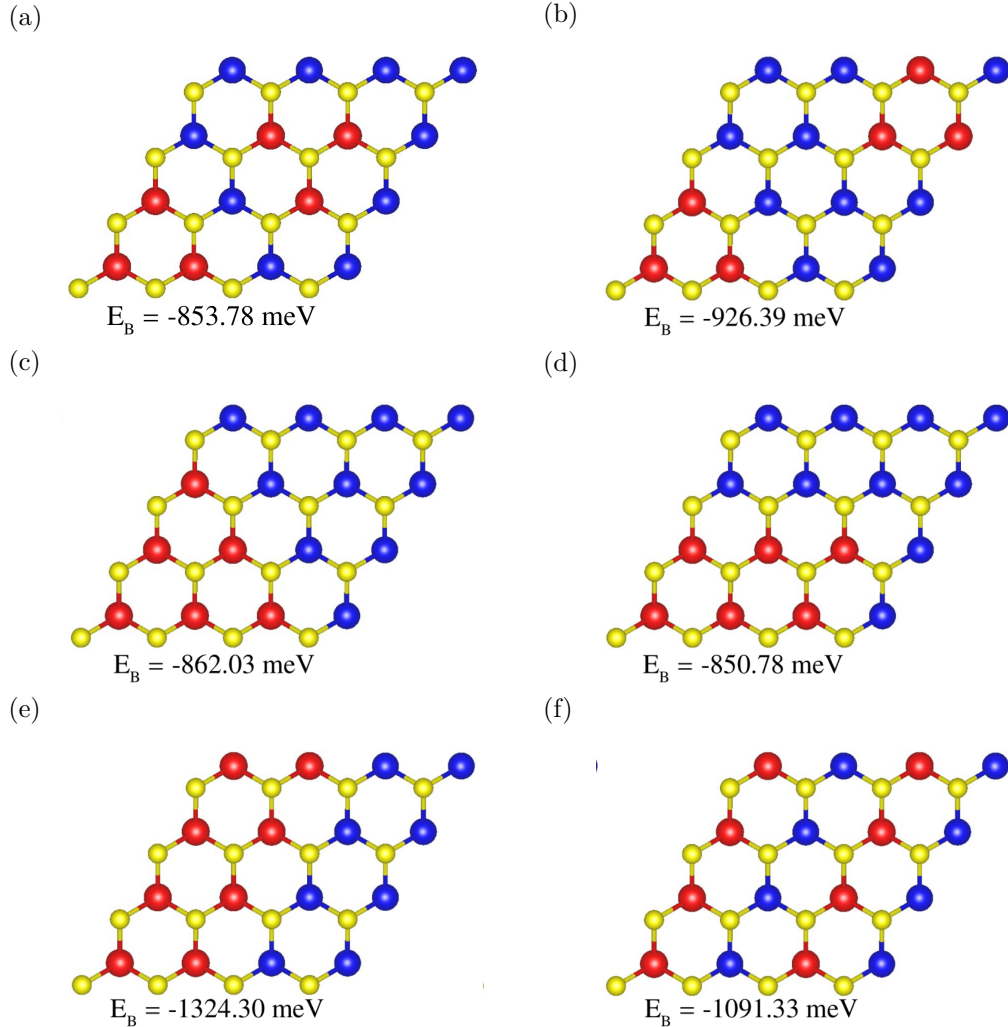 (a)
(b)
E_B = -853.78 meV
E_B = -926.39 meV
(c)
(d)
E_B = -862.03 meV
E_B = -850.78 meV
(e)
(f)
E_B = -1324.30 meV
E_B = -1091.33 meV